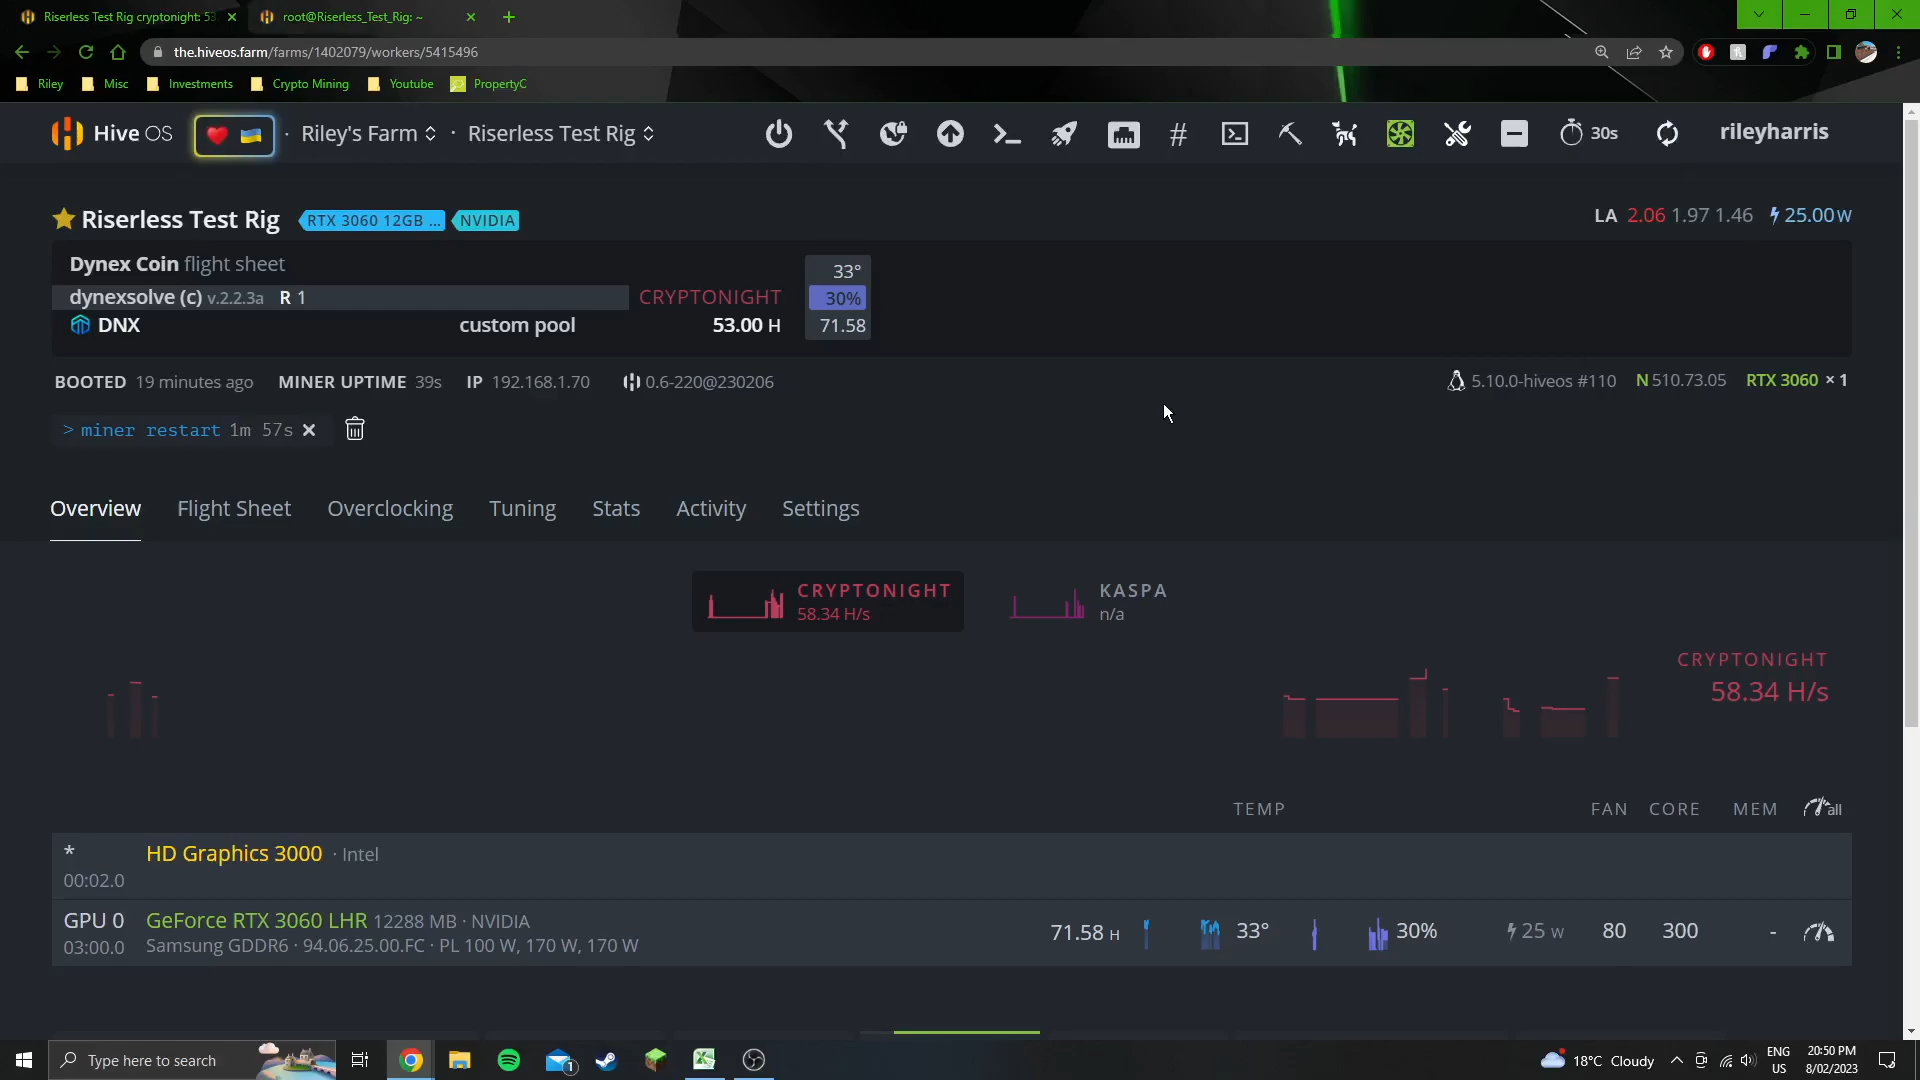 Riserless Test Rig cryptonight: 53
root@Riserless_Test_Rig: ~
the.hiveos.farm/farms/1402079/workers/5415496
Riley
Misc
Investments
Crypto Mining
Youtube
PropertyC
Hive OS
· Riley's Farm
· Riserless Test Rig
30s
rileyharris
Riserless Test Rig
RTX 3060 12GB ...
NVIDIA
LA 2.06 1.97 1.46
25.00 W
Dynex Coin flight sheet
33°
dynexsolve (c) v.2.2.3a R 1
CRYPTONIGHT
30%
DNX
custom pool
53.00 H
71.58
BOOTED 19 minutes ago
MINER UPTIME 39s
IP 192.168.1.70
0.6-220@230206
5.10.0-hiveos #110
N 510.73.05
RTX 3060 × 1
> miner restart 1m 57s
Overview
Flight Sheet
Overclocking
Tuning
Stats
Activity
Settings
CRYPTONIGHT
58.34 H/s
KASPA
n/a
CRYPTONIGHT
58.34 H/s
TEMP
FAN
CORE
MEM
all
*
HD Graphics 3000 · Intel
00:02.0
GPU 0
GeForce RTX 3060 LHR 12288 MB · NVIDIA
71.58 H
33°
30%
25 W
80
300
-
03:00.0
Samsung GDDR6 · 94.06.25.00.FC · PL 100 W, 170 W, 170 W
Type here to search
1
18°C Cloudy
ENG
US
20:50 PM
8/02/2023